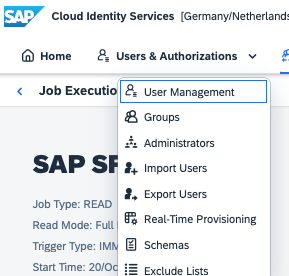 SAP Cloud Identity Services [Germany/Netherlands
Home Users & Authorizations
Job Executio
User Management
Groups
SAP SF
Administrators
Import Users
Export Users
Job Type: READ
Real-Time Provisioning
Read Mode: Full
Trigger Type: IMM
Schemas
Start Time: 20/Oc
Exclude Lists